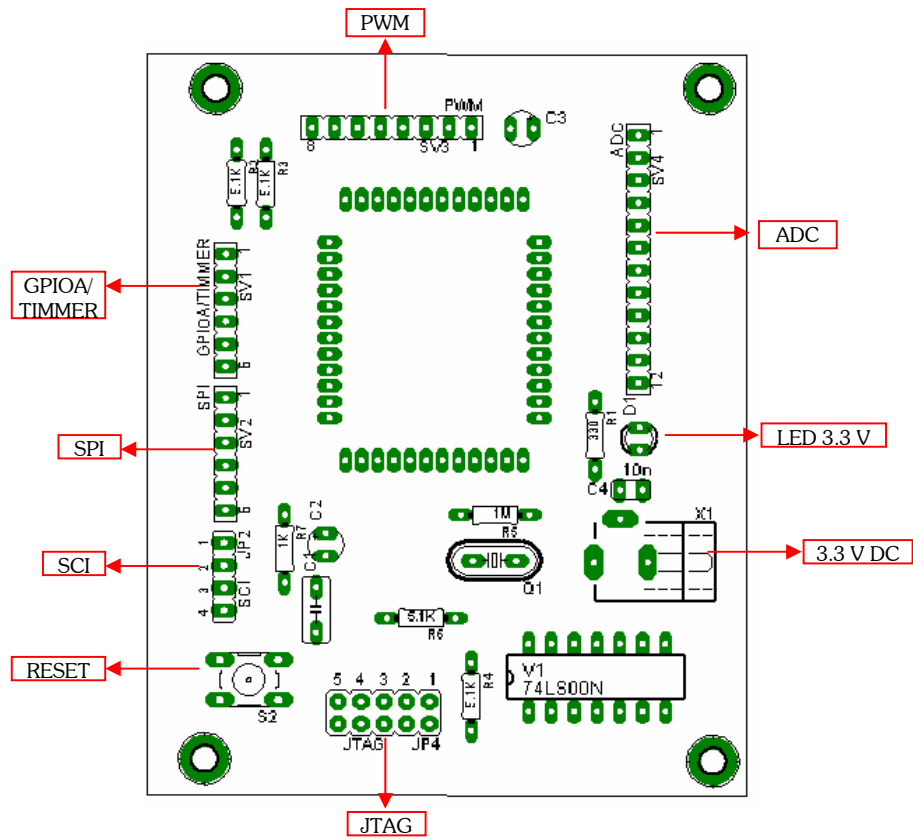 PWM
PWM
C3
8
SV3
1
ADC
1
SV4
12
ADC
R2
5.1K
R3
5.1K
GPIOA/
TIMMER
GPIOA/TIMMER
1
SV1
6
SPI
SPI
1
SV2
6
R1
330
D1
LED 3.3 V
10n
C4
X1
3.3 V DC
SCI
1
2
3
4
JP2
SCI
R7
1K
C2
C1
1M
R5
Q1
5.1K
R6
RESET
S2
5 4 3 2 1
JTAG JP4
R4
5.1K
V1
74LS00N
JTAG